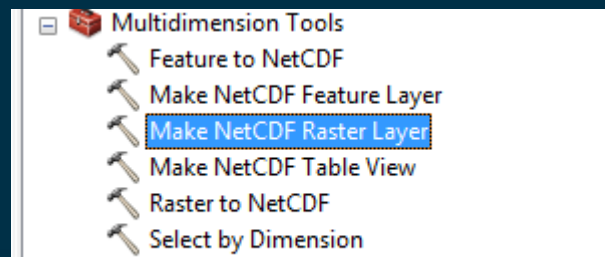 Multidimension Tools
Feature to NetCDF
Make NetCDF Feature Layer
Make NetCDF Raster Layer
Make NetCDF Table View
Raster to NetCDF
Select by Dimension